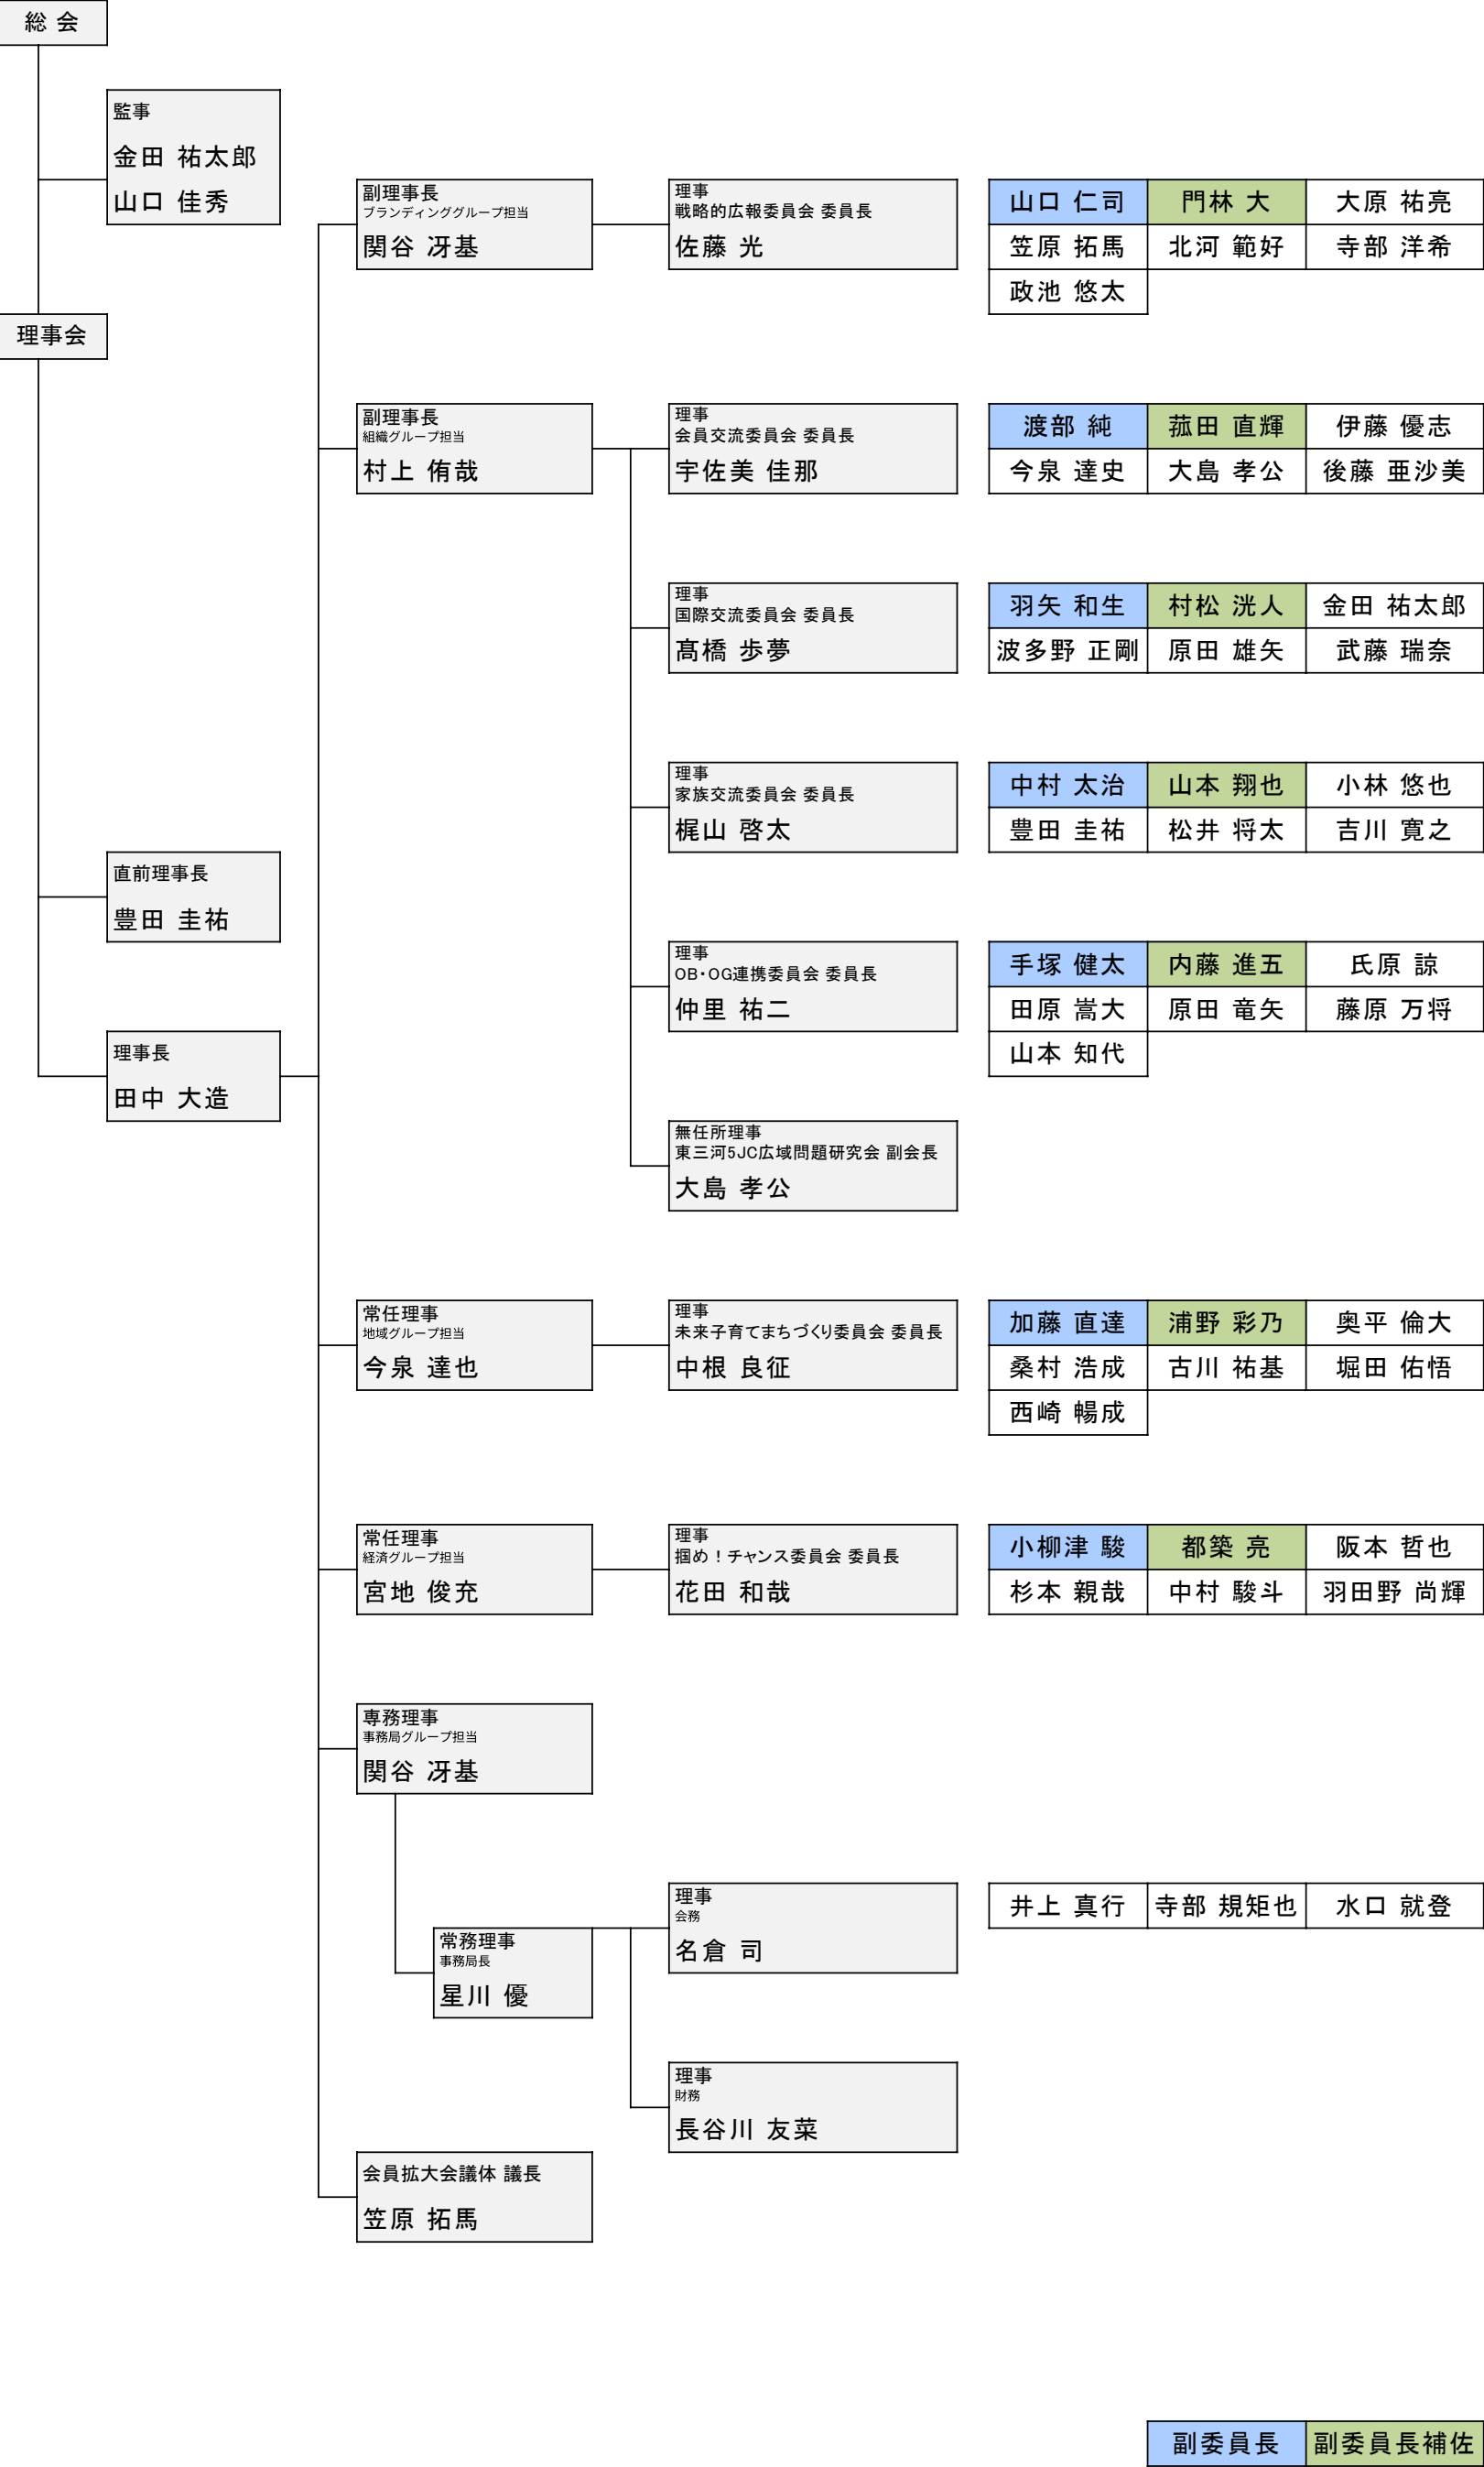 総 会
監事
金田 祐太郎
山口 佳秀
副理事長
ブランディンググループ担当
関谷 冴基
理事
戦略的広報委員会 委員長
佐藤 光
山口 仁司 門林 大 大原 祐亮
笠原 拓馬 北河 範好 寺部 洋希
政池 悠太
理事会
副理事長
組織グループ担当
村上 侑哉
理事
会員交流委員会 委員長
宇佐美 佳那
渡部 純 菰田 直輝 伊藤 優志
今泉 達史 大島 孝公 後藤 亜沙美
理事
国際交流委員会 委員長
髙橋 歩夢
羽矢 和生 村松 洸人 金田 祐太郎
波多野 正剛 原田 雄矢 武藤 瑞奈
理事
家族交流委員会 委員長
梶山 啓太
中村 太治 山本 翔也 小林 悠也
豊田 圭祐 松井 将太 吉川 寛之
直前理事長
豊田 圭祐
理事
OB・OG連携委員会 委員長
仲里 祐二
手塚 健太 内藤 進五 氏原 諒
田原 嵩大 原田 竜矢 藤原 万将
山本 知代
理事長
田中 大造
無任所理事
東三河5JC広域問題研究会 副会長
大島 孝公
常任理事
地域グループ担当
今泉 達也
理事
未来子育てまちづくり委員会 委員長
中根 良征
加藤 直達 浦野 彩乃 奥平 倫大
桑村 浩成 古川 祐基 堀田 佑悟
西崎 暢成
常任理事
経済グループ担当
宮地 俊充
理事
掴め！チャンス委員会 委員長
花田 和哉
小柳津 駿 都築 亮 阪本 哲也
杉本 親哉 中村 駿斗 羽田野 尚輝
専務理事
事務局グループ担当
関谷 冴基
理事
会務
名倉 司
井上 真行 寺部 規矩也 水口 就登
常務理事
事務局長
星川 優
理事
財務
長谷川 友菜
会員拡大会議体 議長
笠原 拓馬
副委員長 副委員長補佐